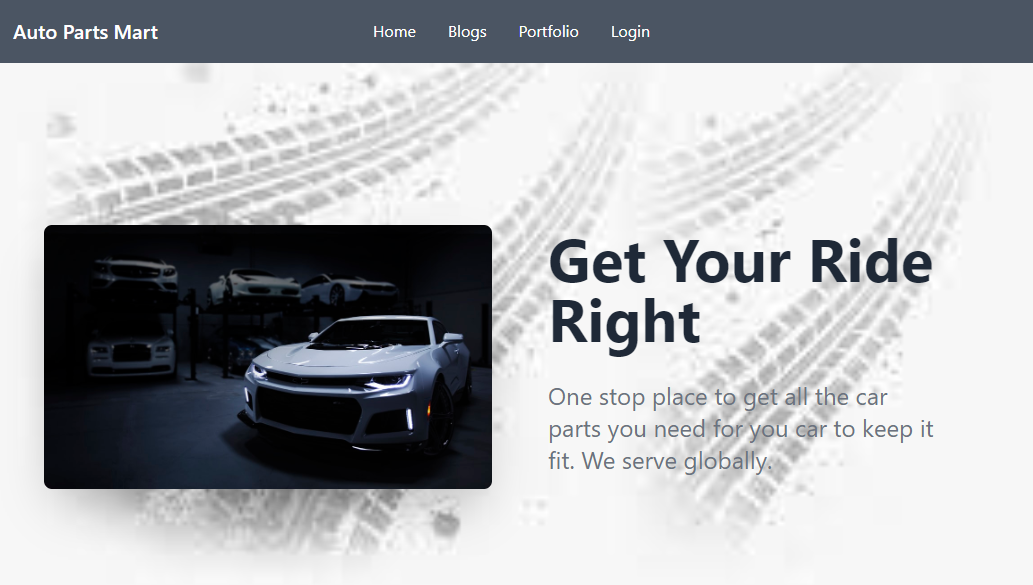 Auto Parts Mart
Home Blogs Portfolio Login
Get Your Ride
Right
One stop place to get all the car
parts you need for you car to keep it
fit. We serve globally.